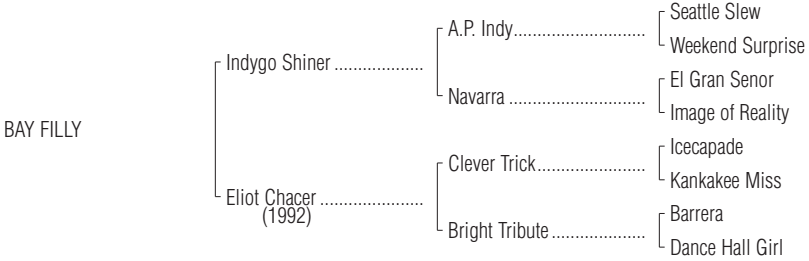 Seattle Slew
A.P. Indy..............................
Weekend Surprise
Indygo Shiner ....................
El Gran Senor
Navarra ..............................
Image of Reality
BAY FILLY
Icecapade
Clever Trick........................
Kankakee Miss
Eliot Chacer .......................
(1992)
Barrera
Bright Tribute .....................
Dance Hall Girl